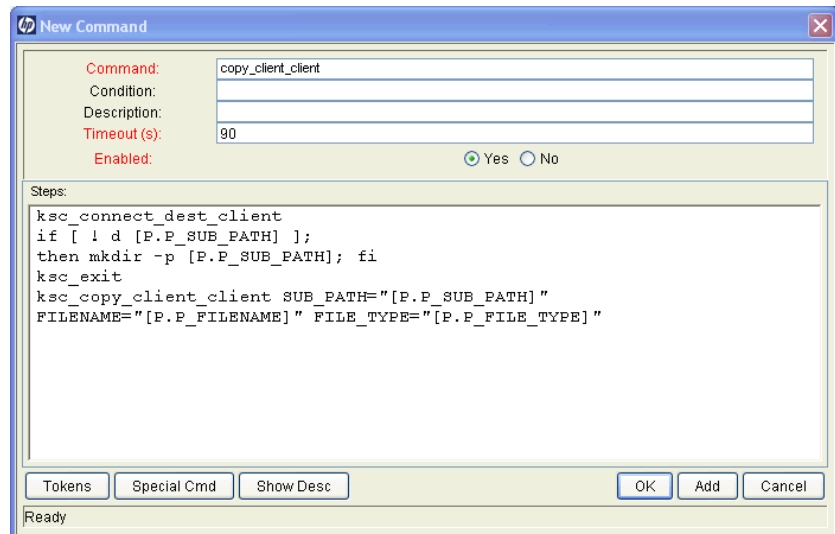 hp New Command
Command: copy_client_client
Condition:
Description:
Timeout (s): 90
Enabled: Yes No
Steps:
ksc_connect_dest_client
if [ ! d [P.P_SUB_PATH] ];
then mkdir -p [P.P_SUB_PATH]; fi
ksc_exit
ksc_copy_client_client SUB_PATH="[P.P_SUB_PATH]"
FILENAME="[P.P_FILENAME]" FILE_TYPE="[P.P_FILE_TYPE]"
Tokens Special Cmd Show Desc OK Add Cancel
Ready